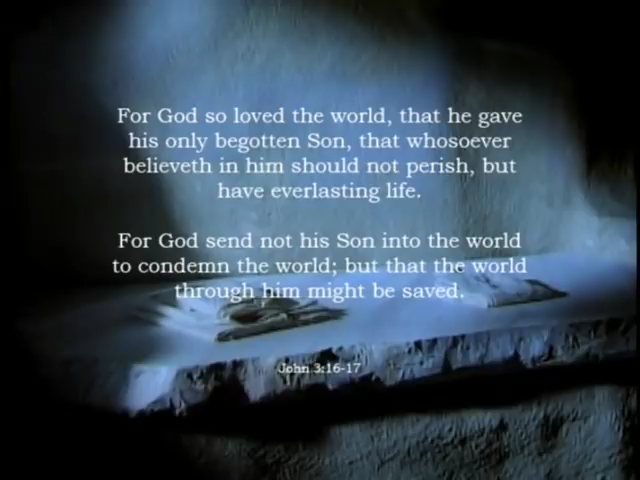 For God so loved the world, that he gave
his only begotten Son, that whosoever
believeth in him should not perish, but
have everlasting life.
For God send not his Son into the world
to condemn the world; but that the world
through him might be saved.
John 3:16-17